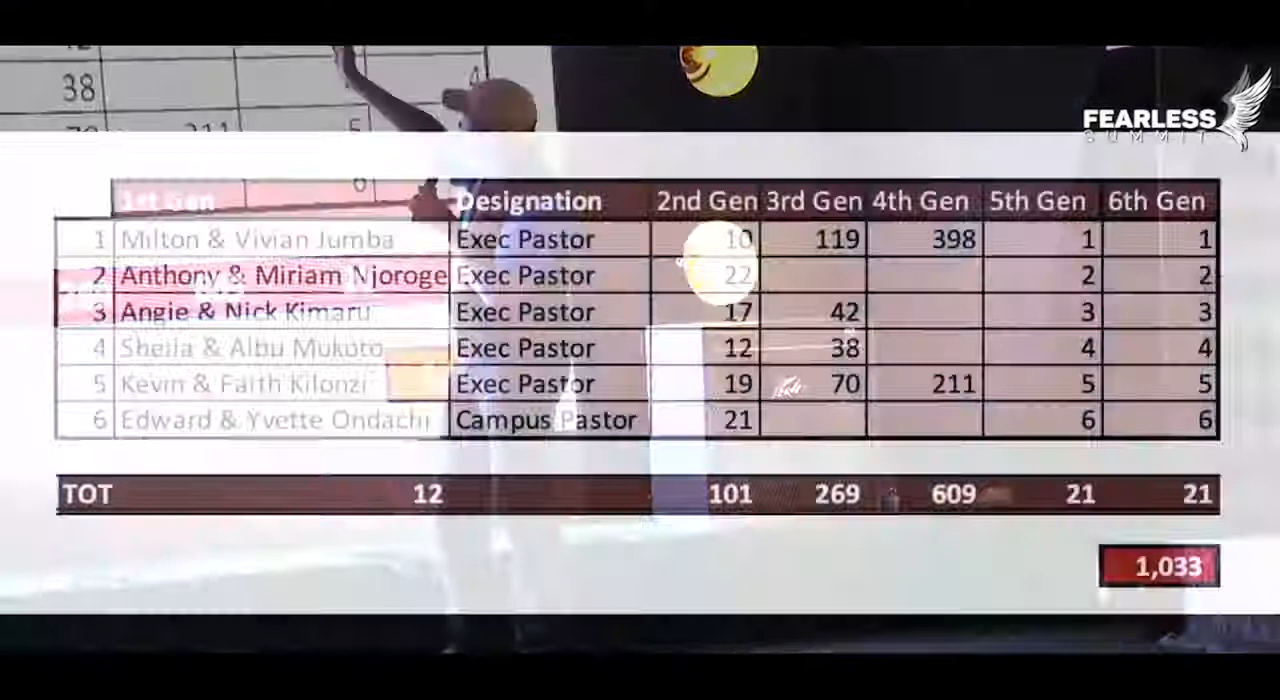 38 4
211 5
6
FEARLESS
SUMMIT
1st Gen Designation 2nd Gen 3rd Gen 4th Gen 5th Gen 6th Gen
1 Milton & Vivian Jumba Exec Pastor 10 119 398 1 1
2 Anthony & Miriam Njoroge Exec Pastor 22 2 2
3 Angie & Nick Kimaru Exec Pastor 17 42 3 3
4 Sheila & Albu Mukoto Exec Pastor 12 38 4 4
5 Kevin & Faith Kilonzi Exec Pastor 19 70 211 5 5
6 Edward & Yvette Ondachi Campus Pastor 21 6 6
TOT 12 101 269 609 21 21
1,033